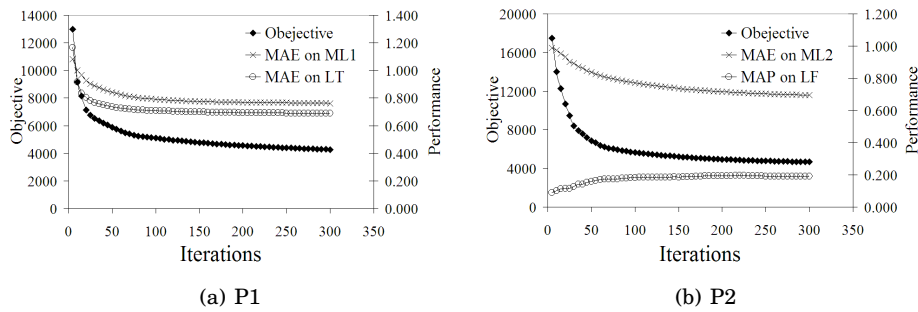 14000
12000
10000
8000
6000
4000
2000
0
Objective
1.400
1.200
1.000
0.800
0.600
0.400
0.200
0.000
Performance
Obejective
MAE on ML1
MAE on LT
0 50 100 150 200 250 300 350
Iterations
(a) P1
20000
16000
12000
8000
4000
0
Objective
1.200
1.000
0.800
0.600
0.400
0.200
0.000
Performance
Obejective
MAE on ML2
MAP on LF
0 50 100 150 200 250 300 350
Iterations
(b) P2